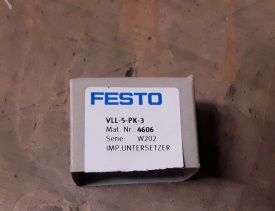 FESTO
VLL-5-PK-3
Mat. Nr.: 4606
Serie: W202
IMP.UNTERSETZER